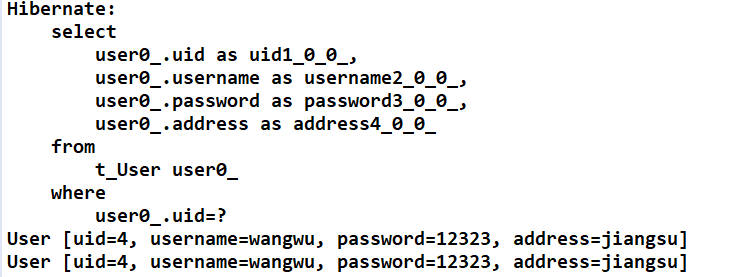 Hibernate:
    select
        user0_.uid as uid1_0_0_,
        user0_.username as username2_0_0_,
        user0_.password as password3_0_0_,
        user0_.address as address4_0_0_
    from
        t_User user0_
    where
        user0_.uid=?
User [uid=4, username=wangwu, password=12323, address=jiangsu]
User [uid=4, username=wangwu, password=12323, address=jiangsu]